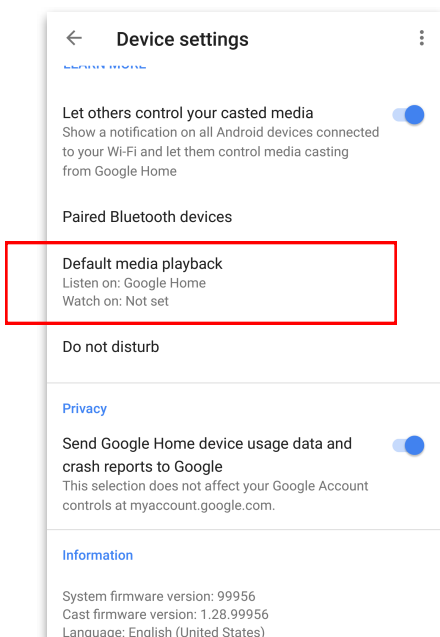 Device settings
LEARN MORE
Let others control your casted media
Show a notification on all Android devices connected
to your Wi-Fi and let them control media casting
from Google Home
Paired Bluetooth devices
Default media playback
Listen on: Google Home
Watch on: Not set
Do not disturb
Privacy
Send Google Home device usage data and
crash reports to Google
This selection does not affect your Google Account
controls at myaccount.google.com.
Information
System firmware version: 99956
Cast firmware version: 1.28.99956
Language: English (United States)